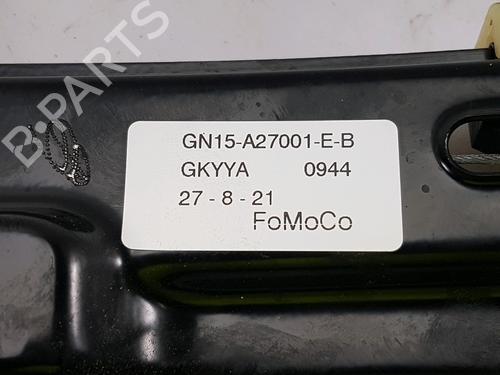 B-PARTS
GN15-A27001-E-B
GKYYA 0944
27 - 8 - 21
FoMoCo